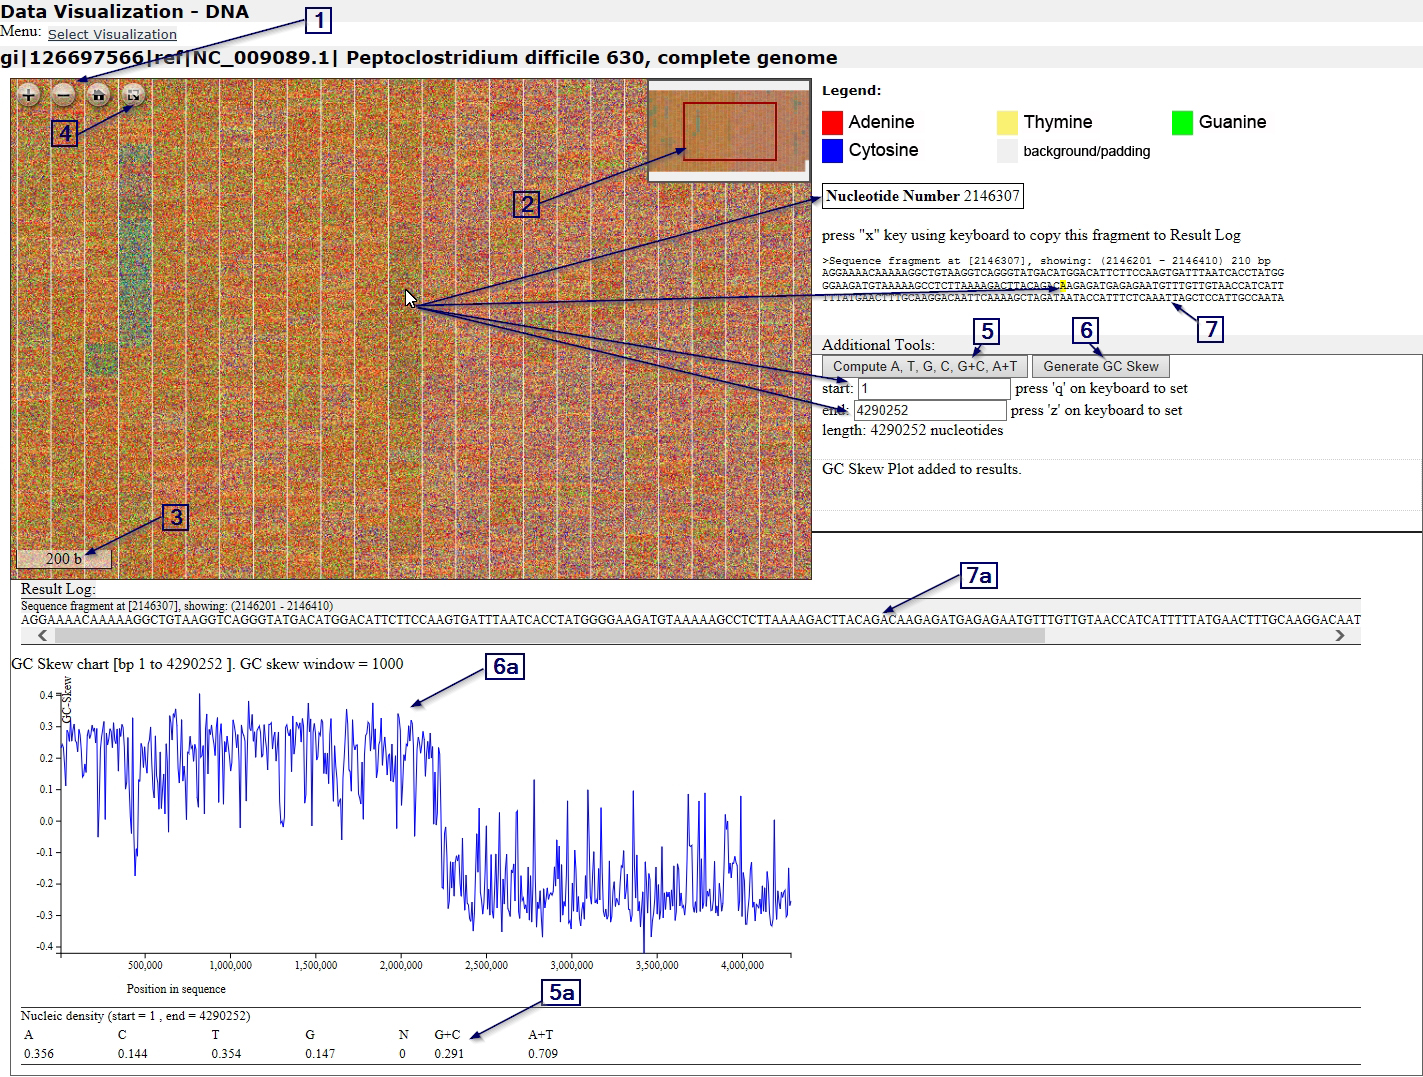 Data Visualization - DNA
1
Menu: Select Visualization
gi|126697566|ref|NC_009089.1| Peptoclostridium difficile 630, complete genome
4
2
3
200 b
Legend:
Adenine Thymine Guanine
Cytosine background/padding
Nucleotide Number 2146307
press "x" key using keyboard to copy this fragment to Result Log
>Sequence fragment at [2146307], showing: (2146201 - 2146410) 210 bp
AGGAAAACAAAAAGGCTGTAAGGTCAGGGTATGACATGGACATTCTTCCAAGTGATTTAATCACCTATGG
GGAAGATGTAAAAAGCCTCTTAAAAGACTTACAGACAAGAGATGAGAGAATGTTTGTTGTAACCATCATT
TTTATGAACTTTGCAAGGACAATTCAAAAGCTAGATAATACCATTTCTCAAATTAGCTCCATTGCCAATA
5 6 7
Additional Tools:
Compute A, T, G, C, G+C, A+T Generate GC Skew
start: 1 press 'q' on keyboard to set
end: 4290252 press 'z' on keyboard to set
length: 4290252 nucleotides
GC Skew Plot added to results.
7a
Result Log:
Sequence fragment at [2146307], showing: (2146201 - 2146410)
AGGAAAACAAAAAGGCTGTAAGGTCAGGGTATGACATGGACATTCTTCCAAGTGATTTAATCACCTATGGGGAAGATGTAAAAAGCCTCTTAAAAGACTTACAGACAAGAGATGAGAGAATGTTTGTTGTAACCATCATTTTTATGAACTTTGCAAGGACAAT
GC Skew chart [bp 1 to 4290252 ]. GC skew window = 1000
6a
GC-Skew
0.4
0.3
0.2
0.1
0.0
-0.1
-0.2
-0.3
-0.4
500,000 1,000,000 1,500,000 2,000,000 2,500,000 3,000,000 3,500,000 4,000,000
Position in sequence
5a
Nucleic density (start = 1 , end = 4290252)
A C T G N G+C A+T
0.356 0.144 0.354 0.147 0 0.291 0.709